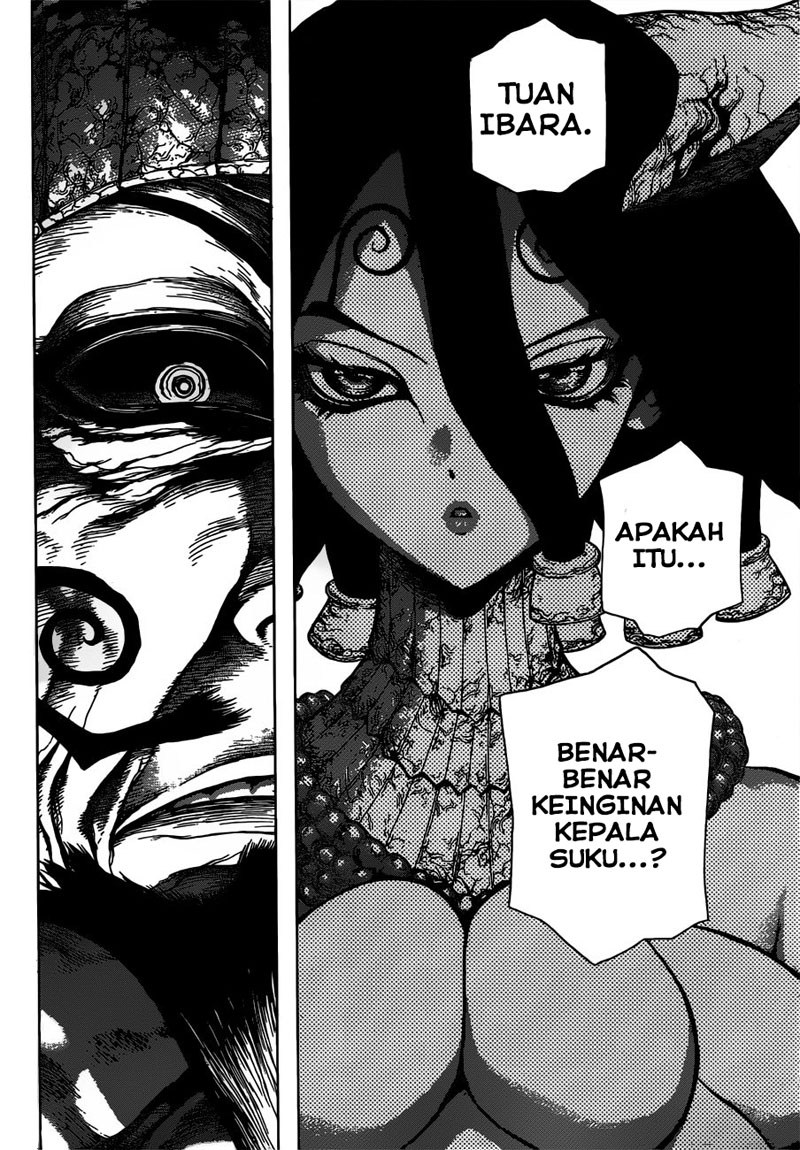 TUAN
IBARA.
APAKAH
ITU...
BENAR-
BENAR
KEINGINAN
KEPALA
SUKU...?